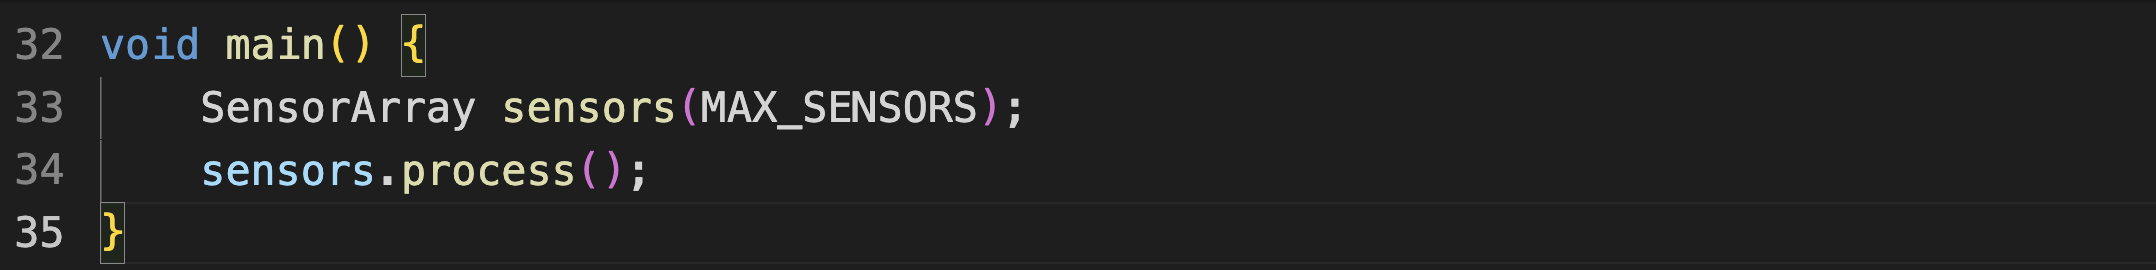 32 void main() {
33     SensorArray sensors(MAX_SENSORS);
34     sensors.process();
35 }